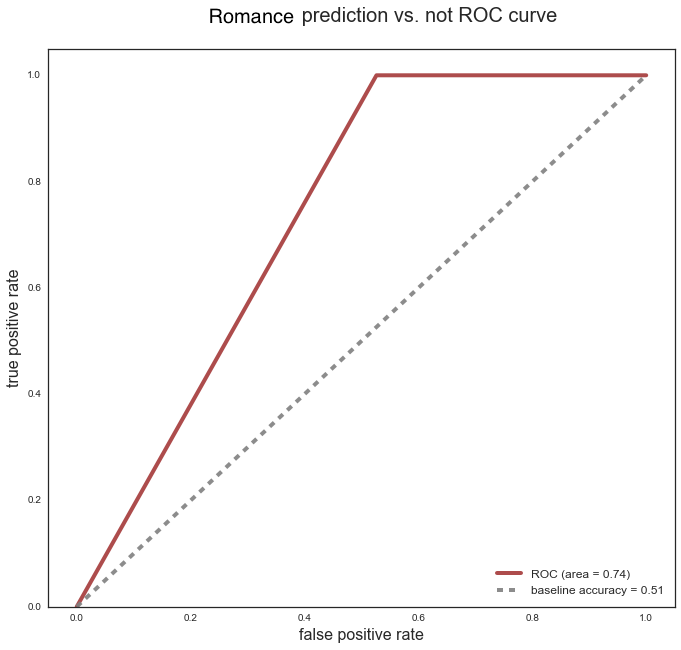 Romance prediction vs. not ROC curve
1.0
0.8
0.6
0.4
0.2
0.0
true positive rate
ROC (area = 0.74)
baseline accuracy = 0.51
0.0 0.2 0.4 0.6 0.8 1.0
false positive rate